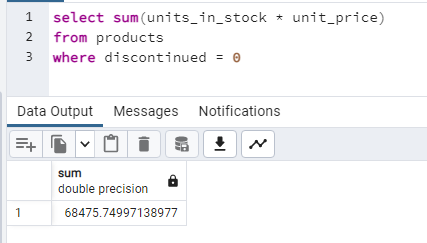 1 select sum(units_in_stock * unit_price)
2 from products
3 where discontinued = 0
Data Output Messages Notifications
sum
double precision
1 68475.74997138977